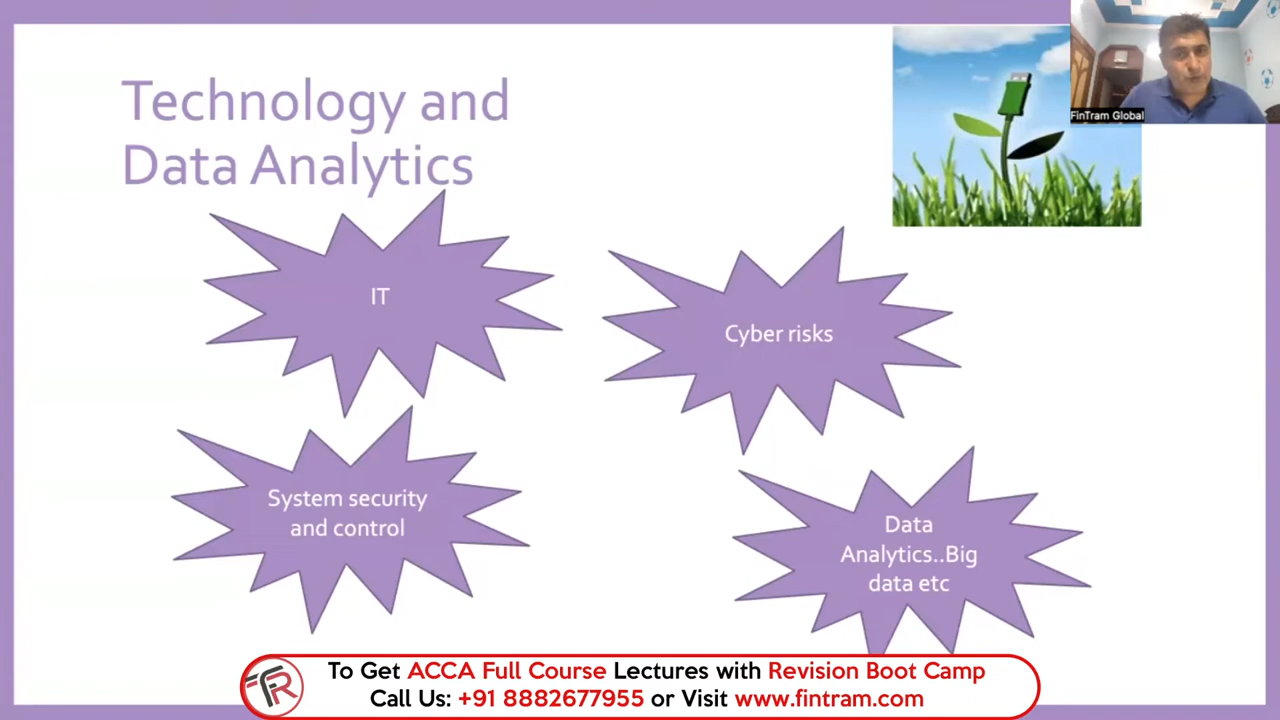 Technology and
Data Analytics
FinTram Global
IT
Cyber risks
System security
and control
Data
Analytics..Big
data etc
To Get ACCA Full Course Lectures with Revision Boot Camp
Call Us: +91 8882677955 or Visit www.fintram.com